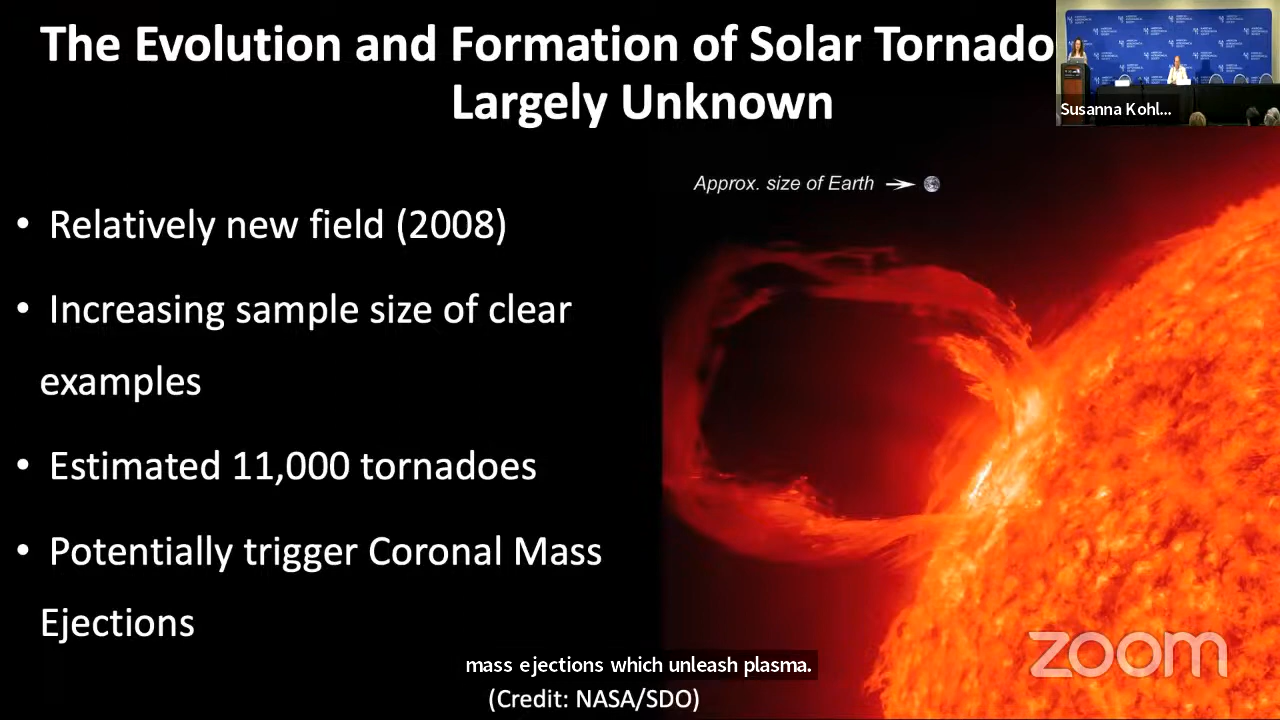 The Evolution and Formation of Solar Tornado
Largely Unknown
Susanna Kohl...
Approx. size of Earth
• Relatively new field (2008)
• Increasing sample size of clear
examples
• Estimated 11,000 tornadoes
• Potentially trigger Coronal Mass
Ejections
mass ejections which unleash plasma.
(Credit: NASA/SDO)
zoom